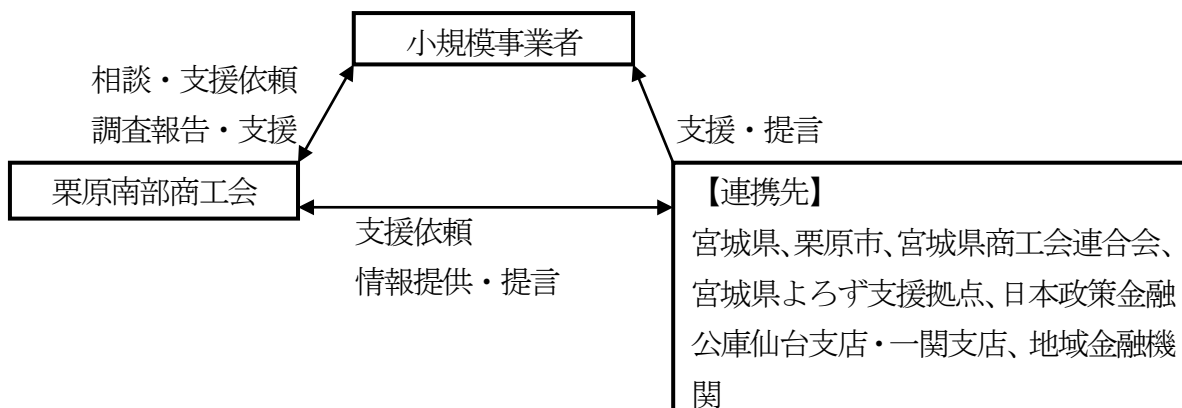 小規模事業者
相談・支援依頼
調査報告・支援
支援・提言
栗原南部商工会
支援依頼
情報提供・提言
【連携先】
宮城県、栗原市、宮城県商工会連合会、
宮城県よろず支援拠点、日本政策金融
公庫仙台支店・一関支店、地域金融機
関